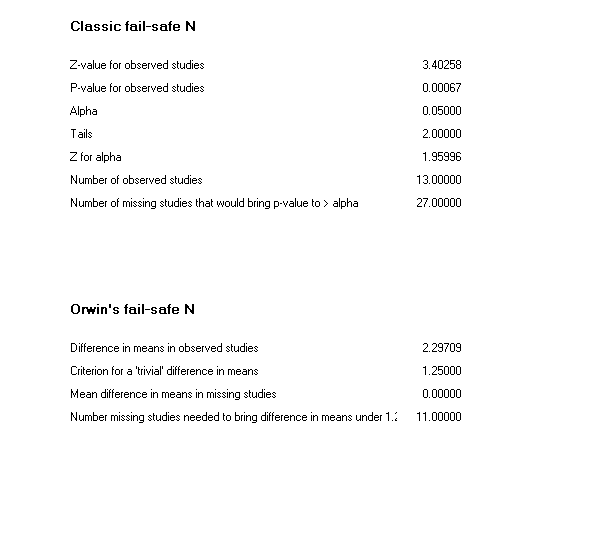 Classic fail-safe N
Z-value for observed studies 3.40258
P-value for observed studies 0.00067
Alpha 0.05000
Tails 2.00000
Z for alpha 1.95996
Number of observed studies 13.00000
Number of missing studies that would bring p-value to > alpha 27.00000
Orwin's fail-safe N
Difference in means in observed studies 2.29709
Criterion for a 'trivial' difference in means 1.25000
Mean difference in means in missing studies 0.00000
Number missing studies needed to bring difference in means under 1.2 11.00000